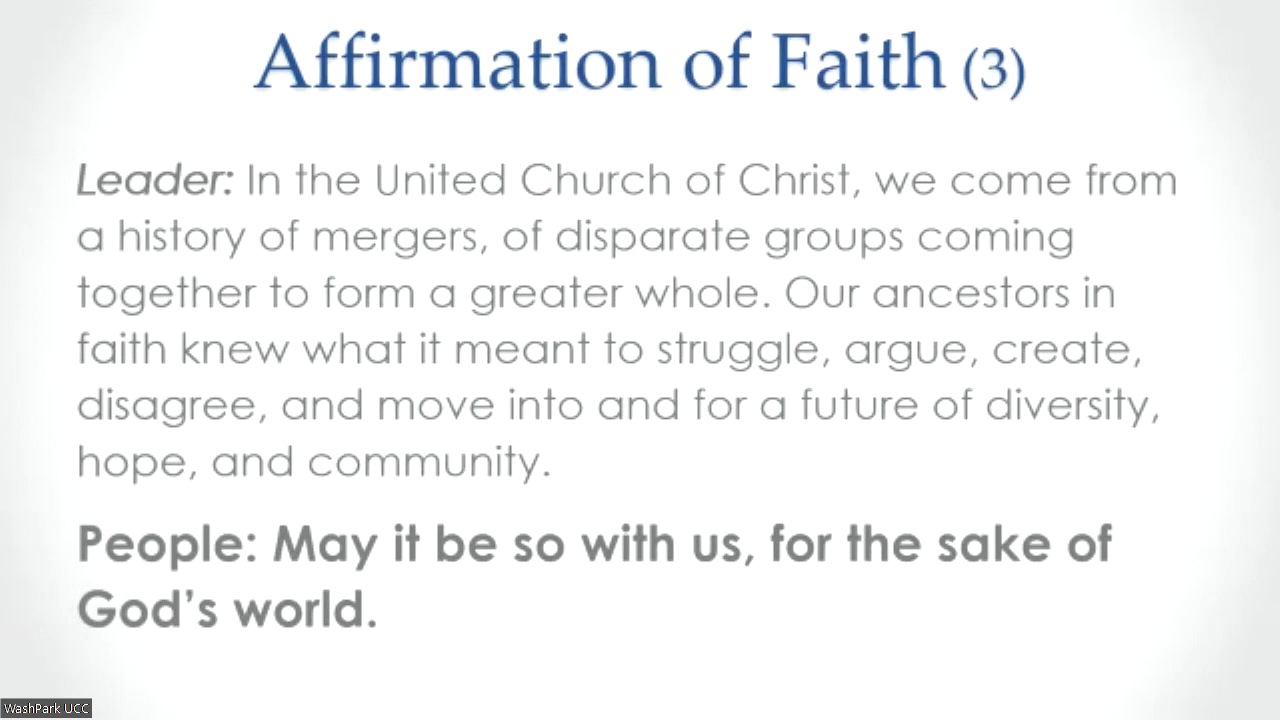 Affirmation of Faith (3)
Leader: In the United Church of Christ, we come from
a history of mergers, of disparate groups coming
together to form a greater whole. Our ancestors in
faith knew what it meant to struggle, argue, create,
disagree, and move into and for a future of diversity,
hope, and community.
People: May it be so with us, for the sake of
God’s world.
WashPark UCC